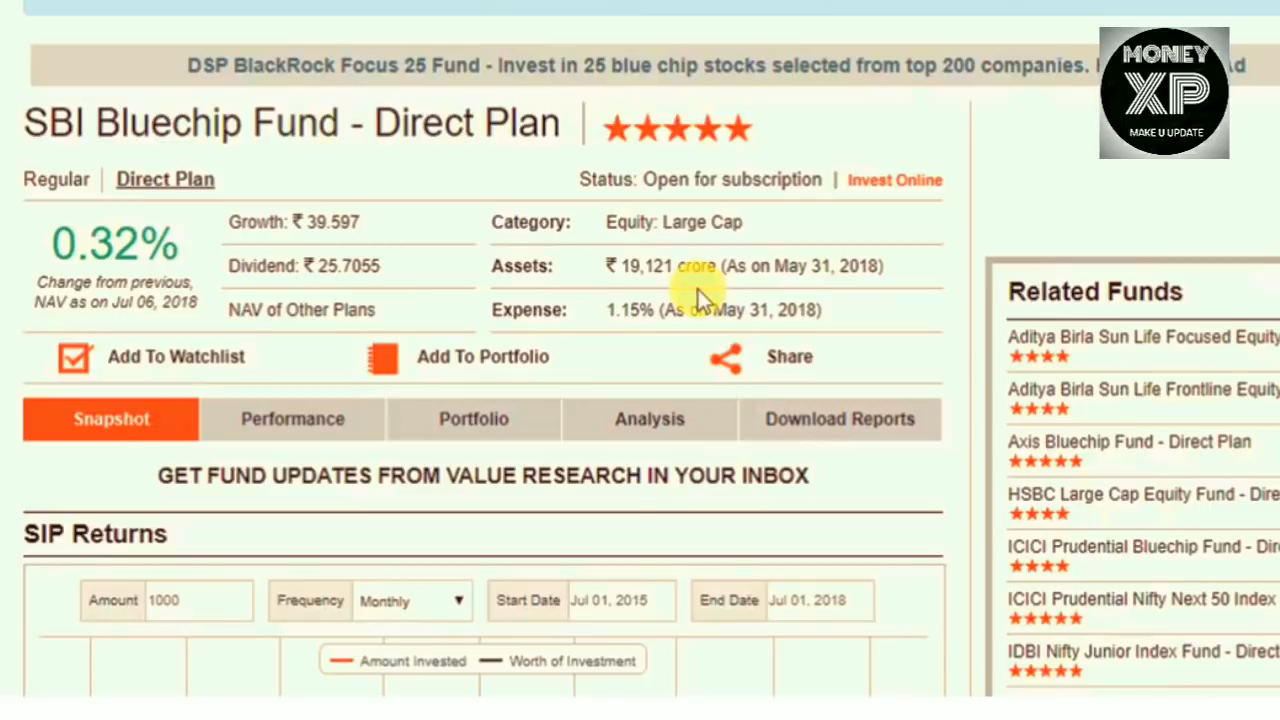 DSP BlackRock Focus 25 Fund - Invest in 25 blue chip stocks selected from top 200 companies.
MONEY
XP
MAKE U UPDATE
SBI Bluechip Fund - Direct Plan
Regular
Direct Plan
Status: Open for subscription | Invest Online
0.32%
Change from previous,
NAV as on Jul 06, 2018
Growth: ₹ 39.597
Dividend: ₹ 25.7055
NAV of Other Plans
Category: Equity: Large Cap
Assets: ₹ 19,121 crore (As on May 31, 2018)
Expense: 1.15% (As on May 31, 2018)
Add To Watchlist
Add To Portfolio
Share
Snapshot
Performance
Portfolio
Analysis
Download Reports
GET FUND UPDATES FROM VALUE RESEARCH IN YOUR INBOX
SIP Returns
Amount 1000
Frequency Monthly
Start Date Jul 01, 2015
End Date Jul 01, 2018
Amount Invested
Worth of Investment
Related Funds
Aditya Birla Sun Life Focused Equity
Aditya Birla Sun Life Frontline Equity
Axis Bluechip Fund - Direct Plan
HSBC Large Cap Equity Fund - Dire
ICICI Prudential Bluechip Fund - Dir
ICICI Prudential Nifty Next 50 Index
IDBI Nifty Junior Index Fund - Direct